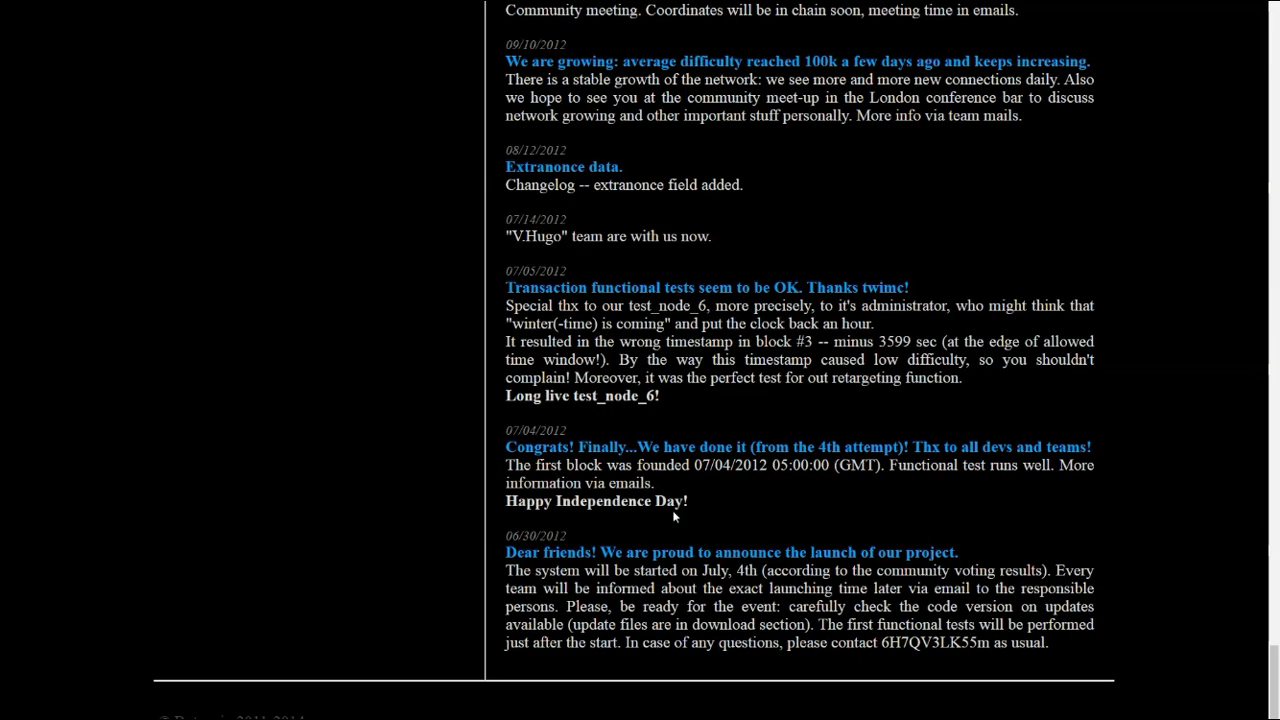 Community meeting. Coordinates will be in chain soon, meeting time in emails.
09/10/2012
We are growing: average difficulty reached 100k a few days ago and keeps increasing.
There is a stable growth of the network: we see more and more new connections daily. Also
we hope to see you at the community meet-up in the London conference bar to discuss
network growing and other important stuff personally. More info via team mails.
08/12/2012
Extranonce data.
Changelog -- extranonce field added.
07/14/2012
"V.Hugo" team are with us now.
07/05/2012
Transaction functional tests seem to be OK. Thanks twimc!
Special thx to our test_node_6, more precisely, to it's administrator, who might think that
"winter(-time) is coming" and put the clock back an hour.
It resulted in the wrong timestamp in block #3 -- minus 3599 sec (at the edge of allowed
time window!). By the way this timestamp caused low difficulty, so you shouldn't
complain! Moreover, it was the perfect test for out retargeting function.
Long live test_node_6!
07/04/2012
Congrats! Finally...We have done it (from the 4th attempt)! Thx to all devs and teams!
The first block was founded 07/04/2012 05:00:00 (GMT). Functional test runs well. More
information via emails.
Happy Independence Day!
06/30/2012
Dear friends! We are proud to announce the launch of our project.
The system will be started on July, 4th (according to the community voting results). Every
team will be informed about the exact launching time later via email to the responsible
persons. Please, be ready for the event: carefully check the code version on updates
available (update files are in download section). The first functional tests will be performed
just after the start. In case of any questions, please contact 6H7QV3LK55m as usual.